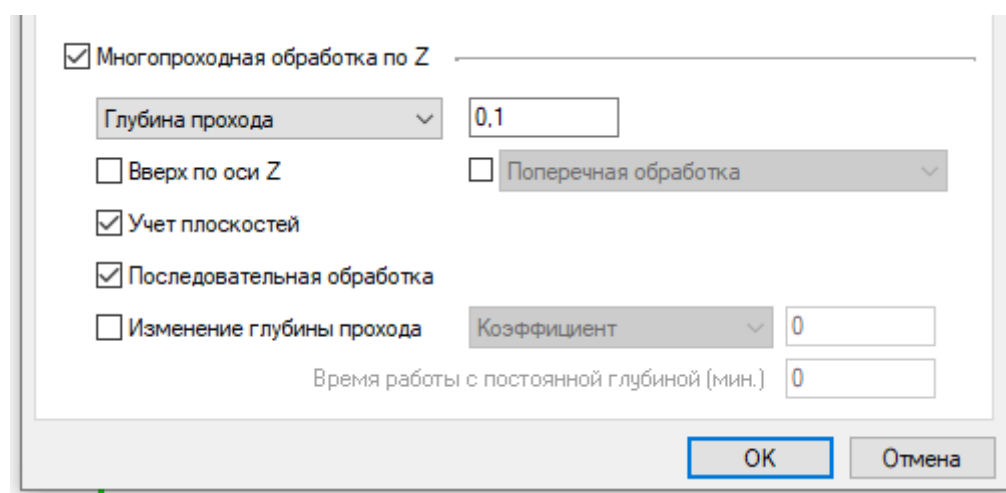 Многопроходная обработка по Z
Глубина прохода 0,1
Вверх по оси Z Поперечная обработка
Учет плоскостей
Последовательная обработка
Изменение глубины прохода Коэффициент 0
Время работы с постоянной глубиной (мин.) 0
OK Отмена